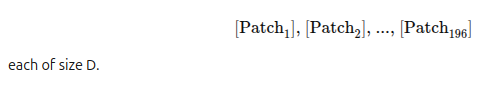 [Patch₁], [Patch₂], ..., [Patch₁₉₆]
each of size D.